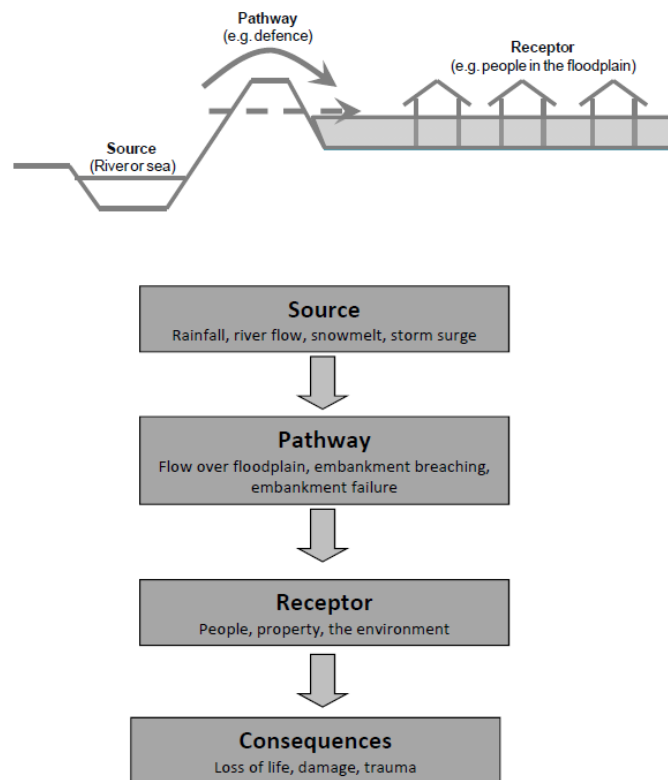 Pathway
(e.g. defence)
Receptor
(e.g. people in the floodplain)
Source
(River or sea)
Source
Rainfall, river flow, snowmelt, storm surge
Pathway
Flow over floodplain, embankment breaching,
embankment failure
Receptor
People, property, the environment
Consequences
Loss of life, damage, trauma